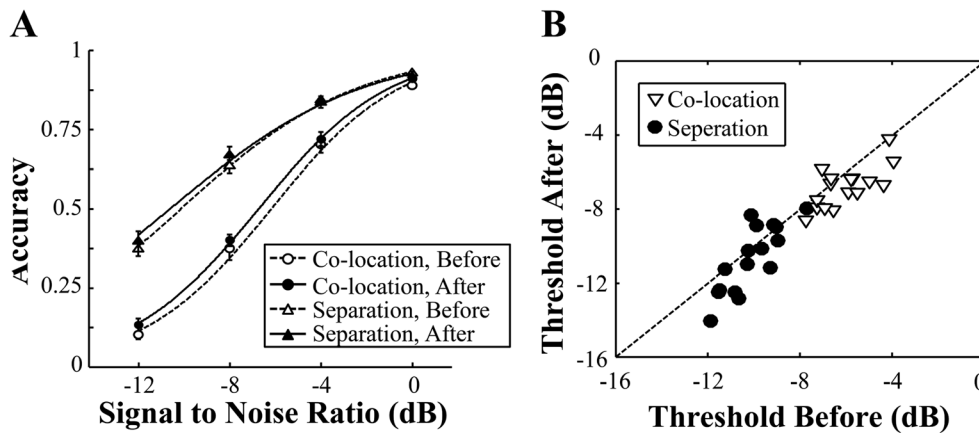 A
1
0.75
0.5
0.25
0
Accuracy
-12
-8
-4
0
Signal to Noise Ratio (dB)
Co-location, Before
Co-location, After
Separation, Before
Separation, After
B
0
-4
-8
-12
-16
Threshold After (dB)
-16
-12
-8
-4
0
Threshold Before (dB)
Co-location
Seperation